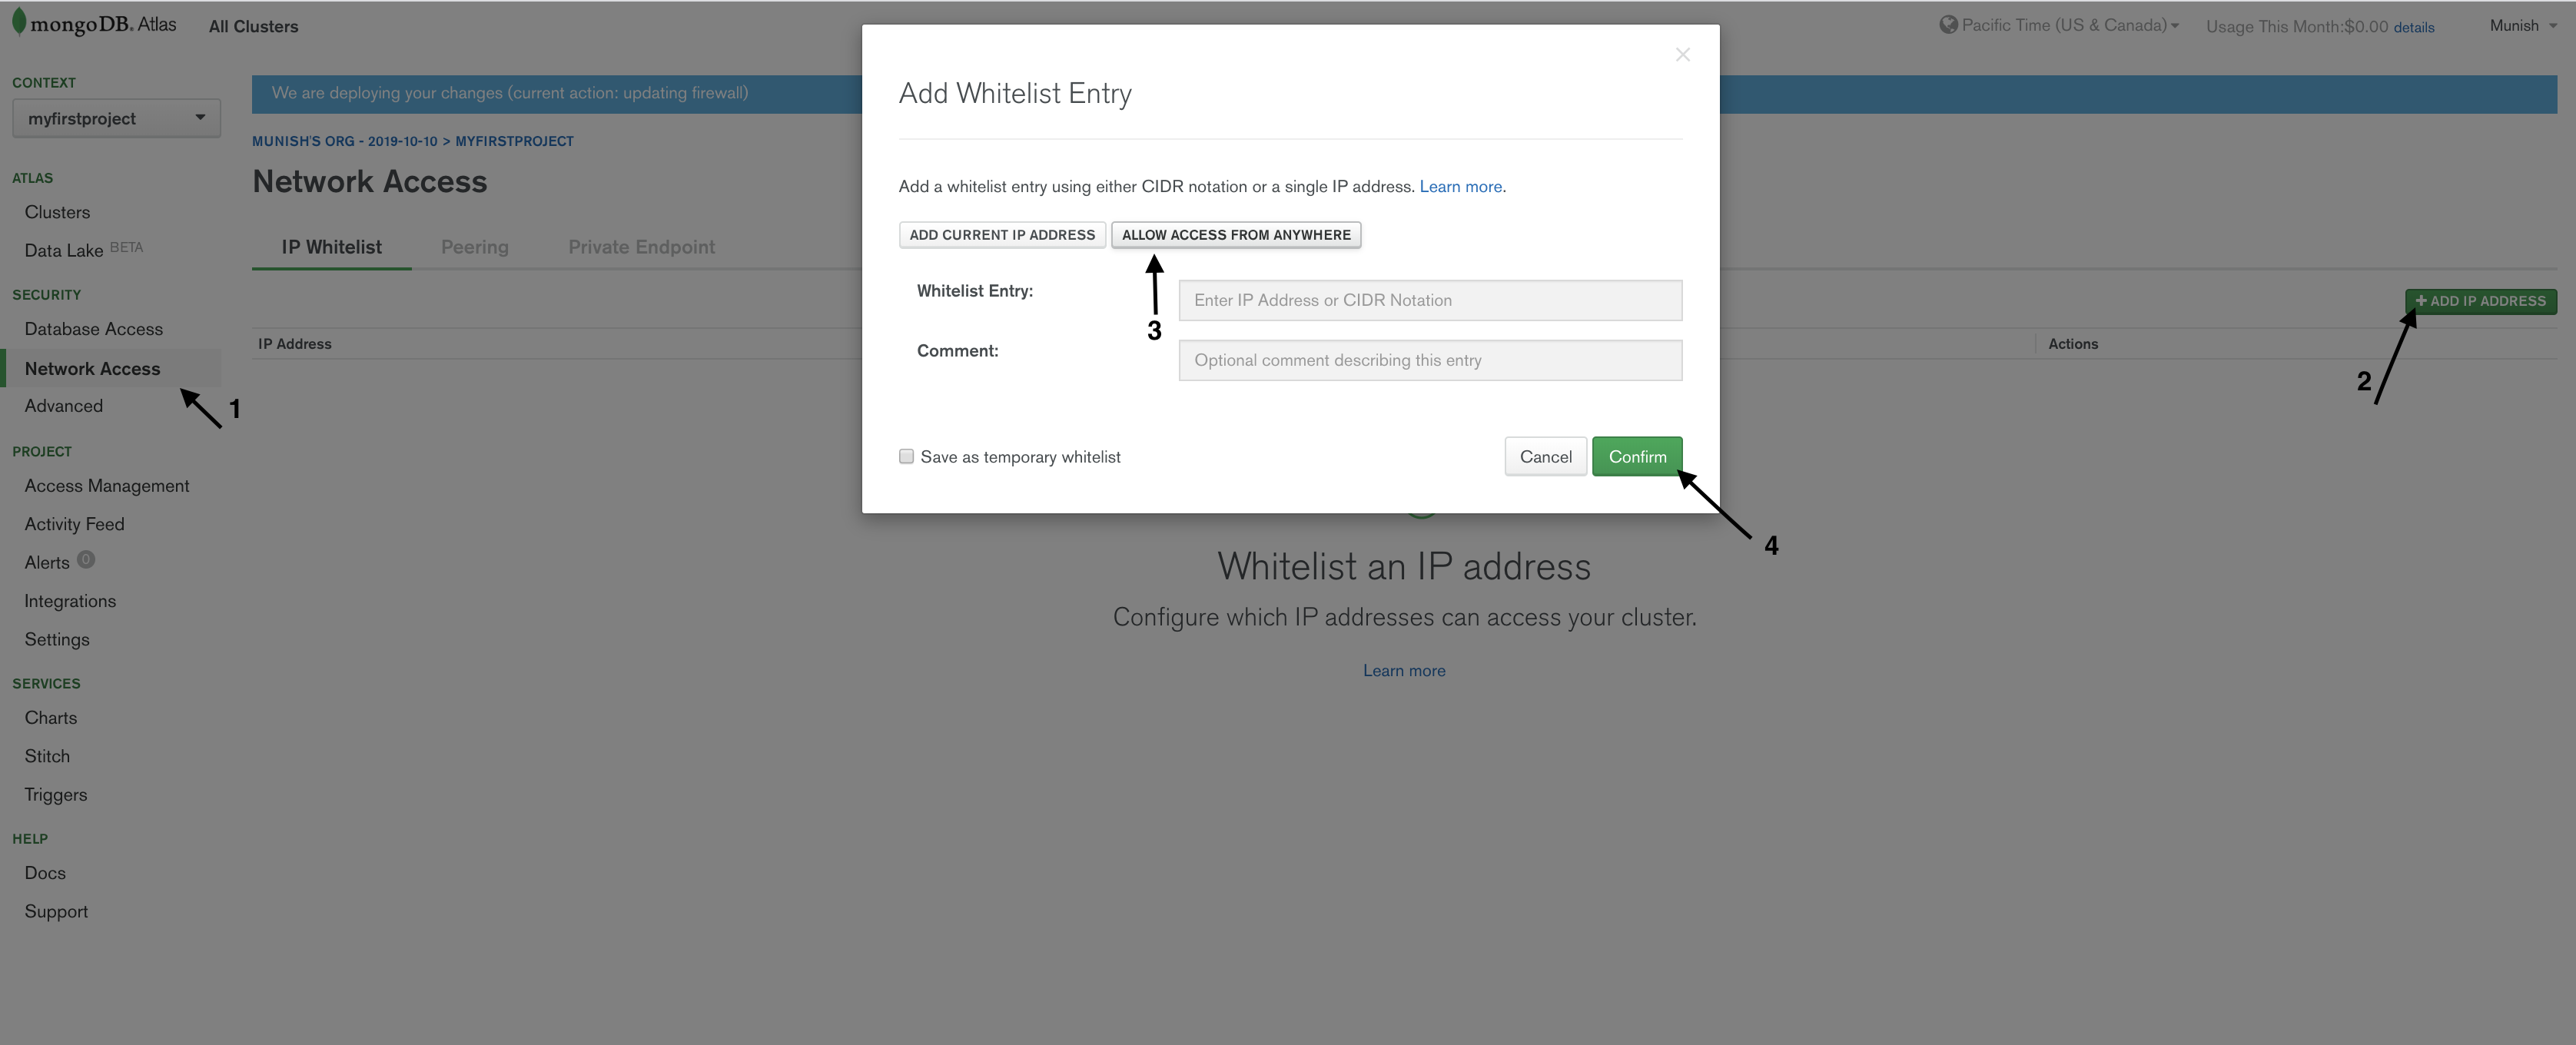 mongoDB. Atlas
All Clusters
Pacific Time (US & Canada)
Usage This Month:$0.00 details
Munish
CONTEXT
myfirstproject
ATLAS
Clusters
Data Lake BETA
SECURITY
Database Access
Network Access
1
Advanced
PROJECT
Access Management
Activity Feed
Alerts 0
Integrations
Settings
SERVICES
Charts
Stitch
Triggers
HELP
Docs
Support
We are deploying your changes (current action: updating firewall)
MUNISH'S ORG - 2019-10-10 > MYFIRSTPROJECT
Network Access
IP Whitelist
Peering
Private Endpoint
+ ADD IP ADDRESS
2
IP Address
Actions
×
Add Whitelist Entry
Add a whitelist entry using either CIDR notation or a single IP address. Learn more.
ADD CURRENT IP ADDRESS
ALLOW ACCESS FROM ANYWHERE
3
Whitelist Entry:
Enter IP Address or CIDR Notation
Comment:
Optional comment describing this entry
Save as temporary whitelist
Cancel
Confirm
4
Whitelist an IP address
Configure which IP addresses can access your cluster.
Learn more